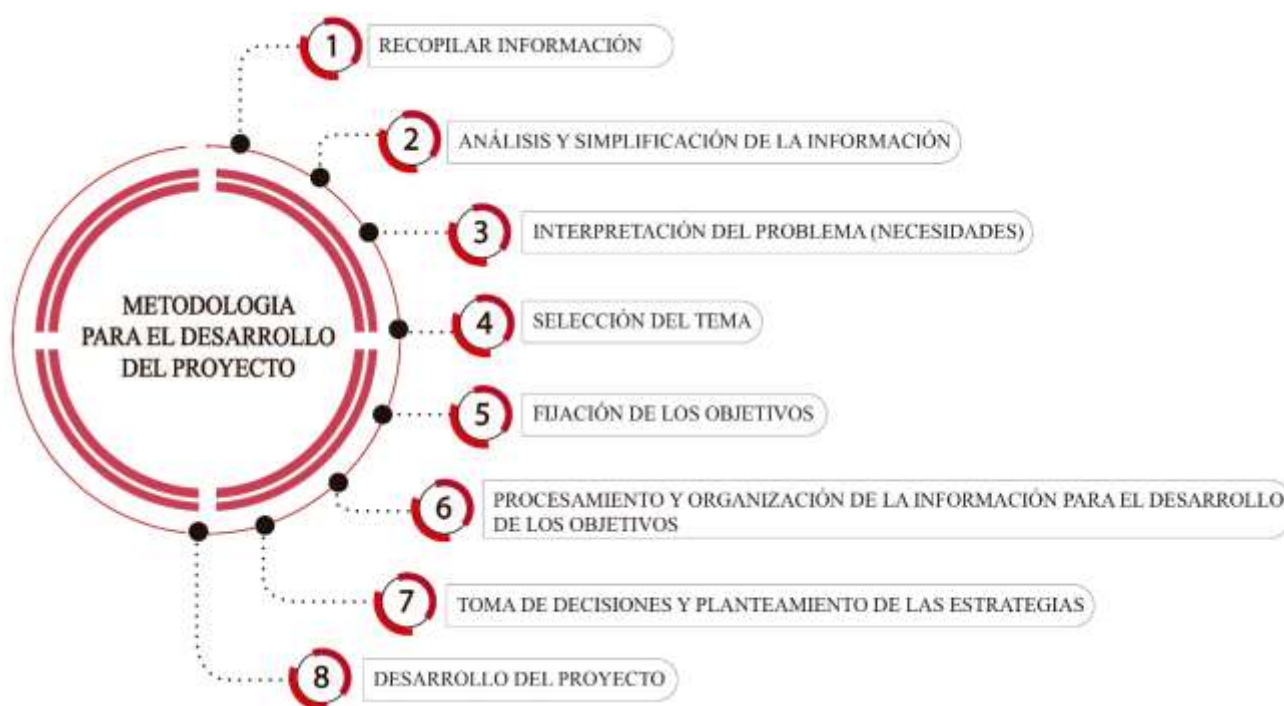 1
RECOPILAR INFORMACIÓN
2
ANÁLISIS Y SIMPLIFICACIÓN DE LA INFORMACIÓN
3
INTERPRETACIÓN DEL PROBLEMA (NECESIDADES)
METODOLOGIA
PARA EL DESARROLLO
DEL PROYECTO
4
SELECCIÓN DEL TEMA
5
FIJACIÓN DE LOS OBJETIVOS
6
PROCESAMIENTO Y ORGANIZACIÓN DE LA INFORMACIÓN PARA EL DESARROLLO
DE LOS OBJETIVOS
7
TOMA DE DECISIONES Y PLANTEAMIENTO DE LAS ESTRATEGIAS
8
DESARROLLO DEL PROYECTO